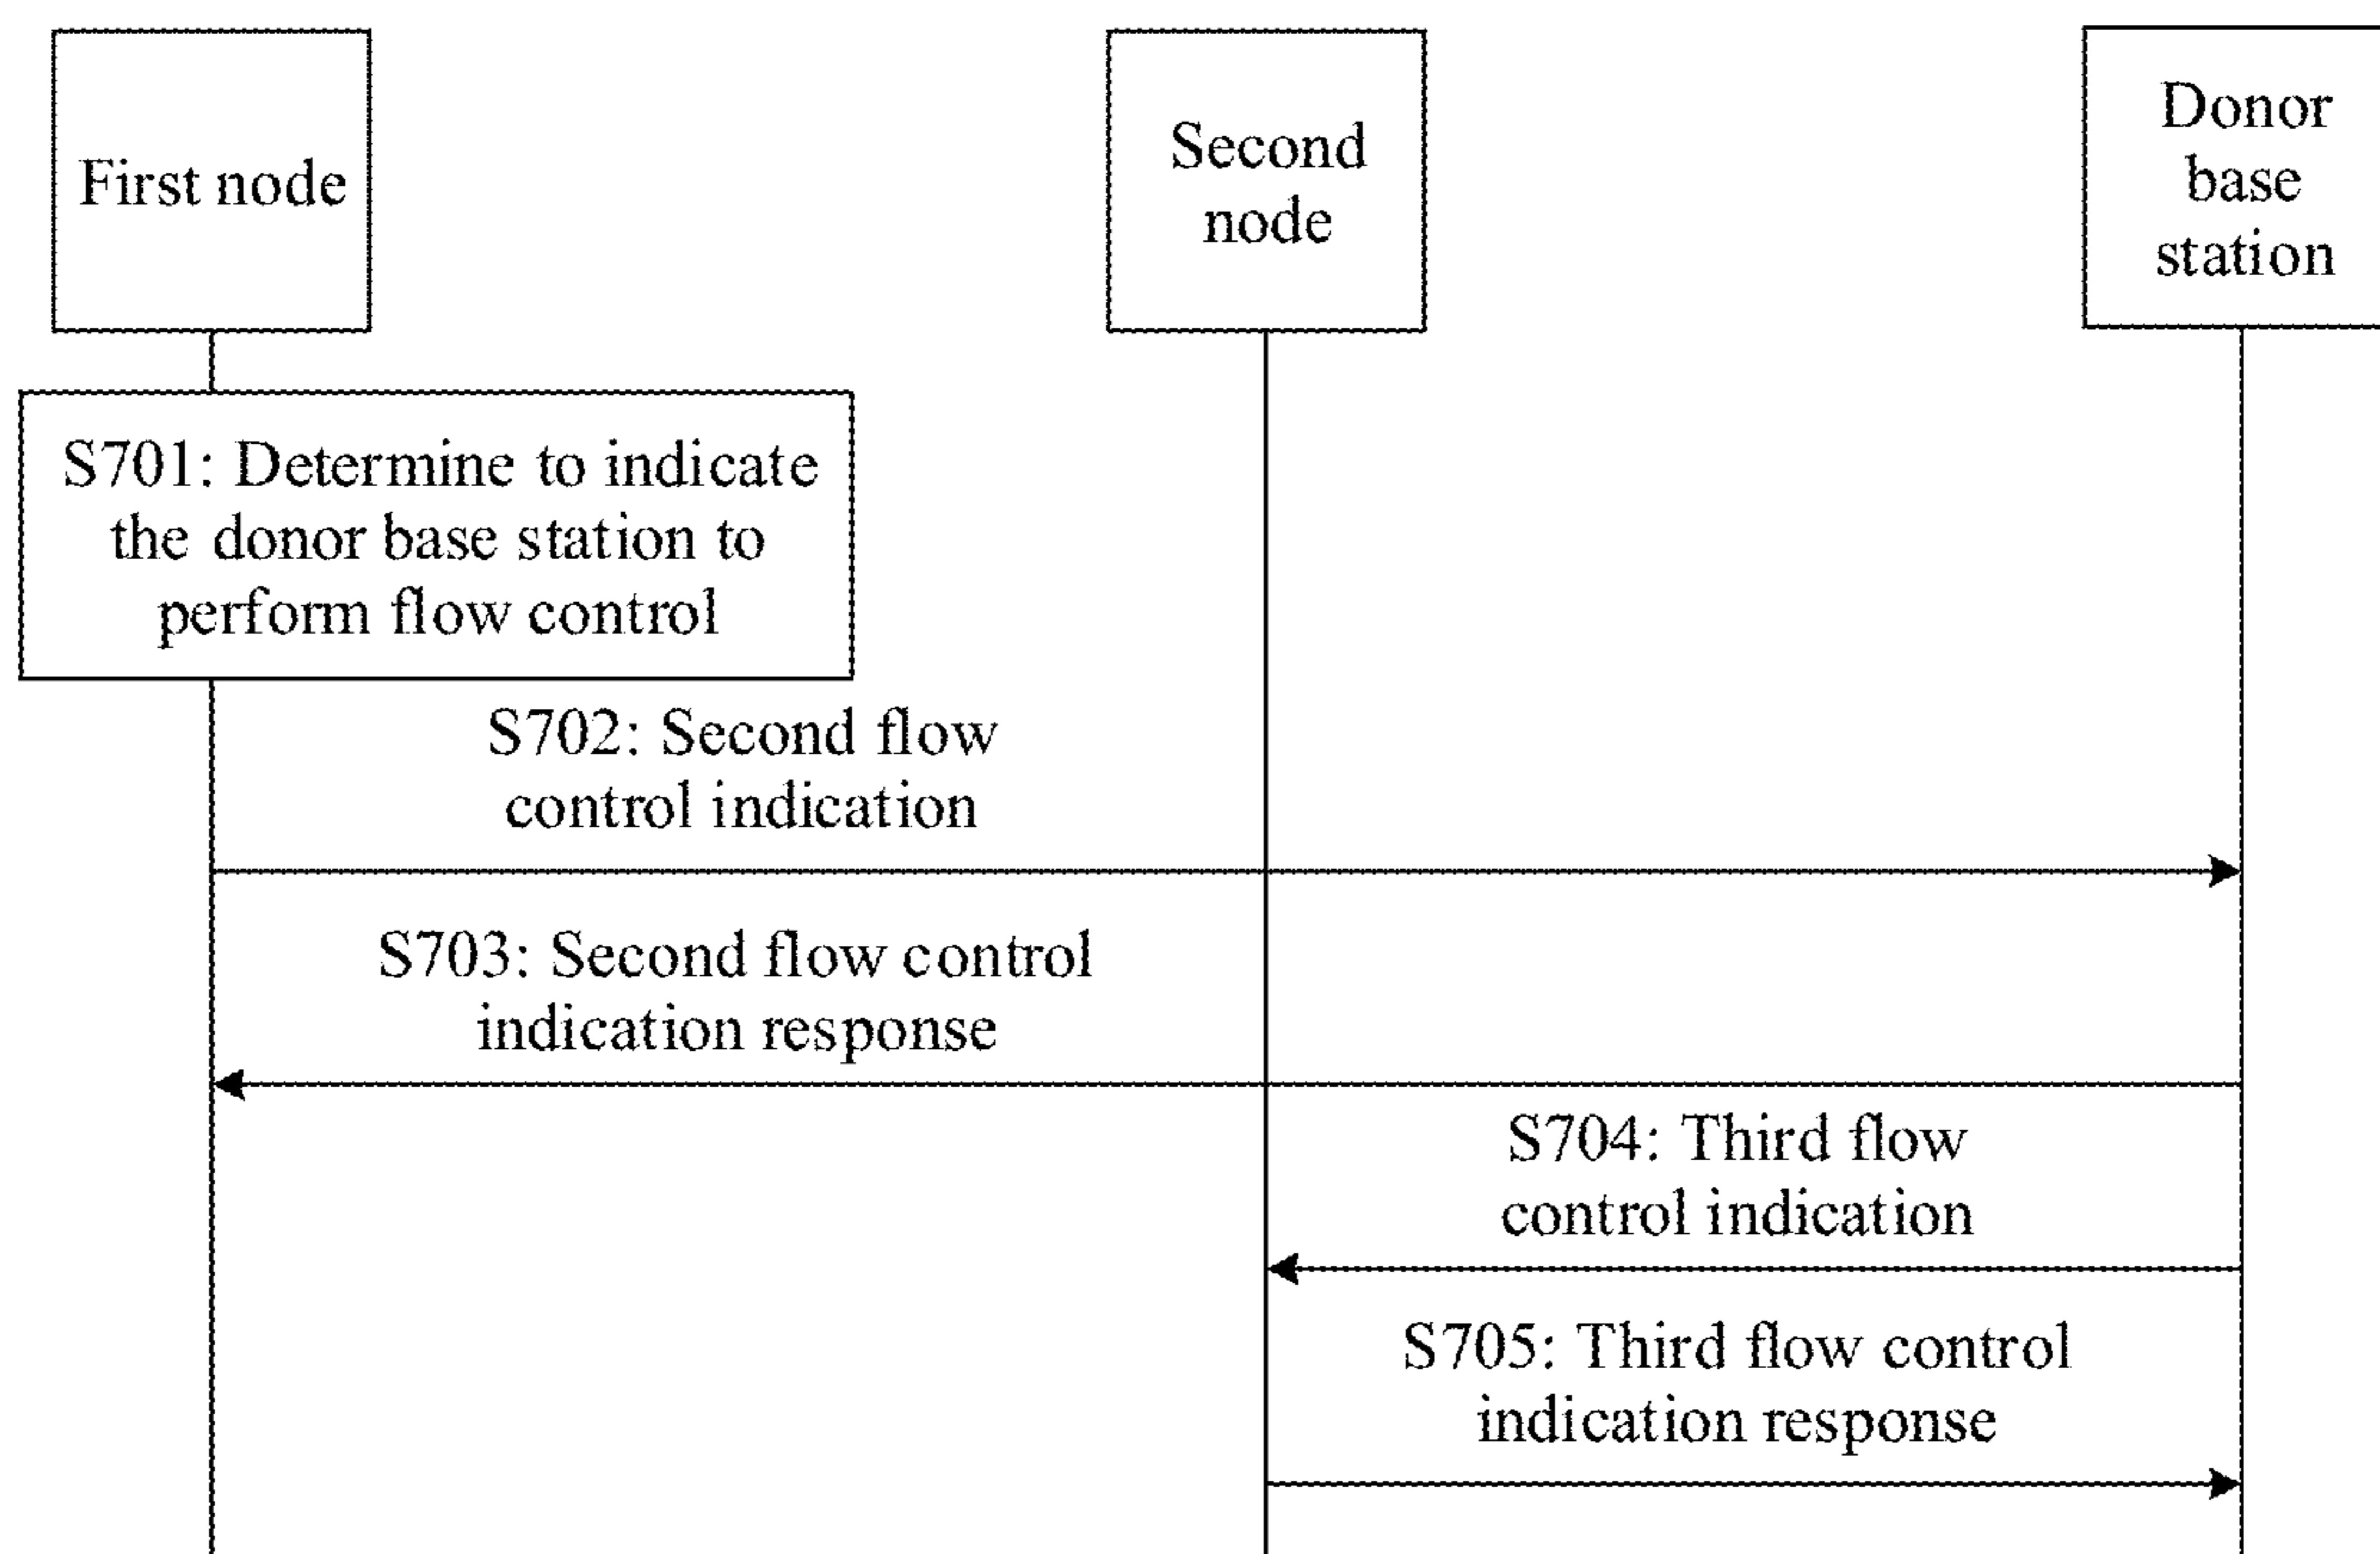 First node
Second
node
Donor
base
station
S701: Determine to indicate
the donor base station to
perform flow control
S702: Second flow
control indication
S703: Second flow control
indication response
S704: Third flow
control indication
S705: Third flow control
indication response